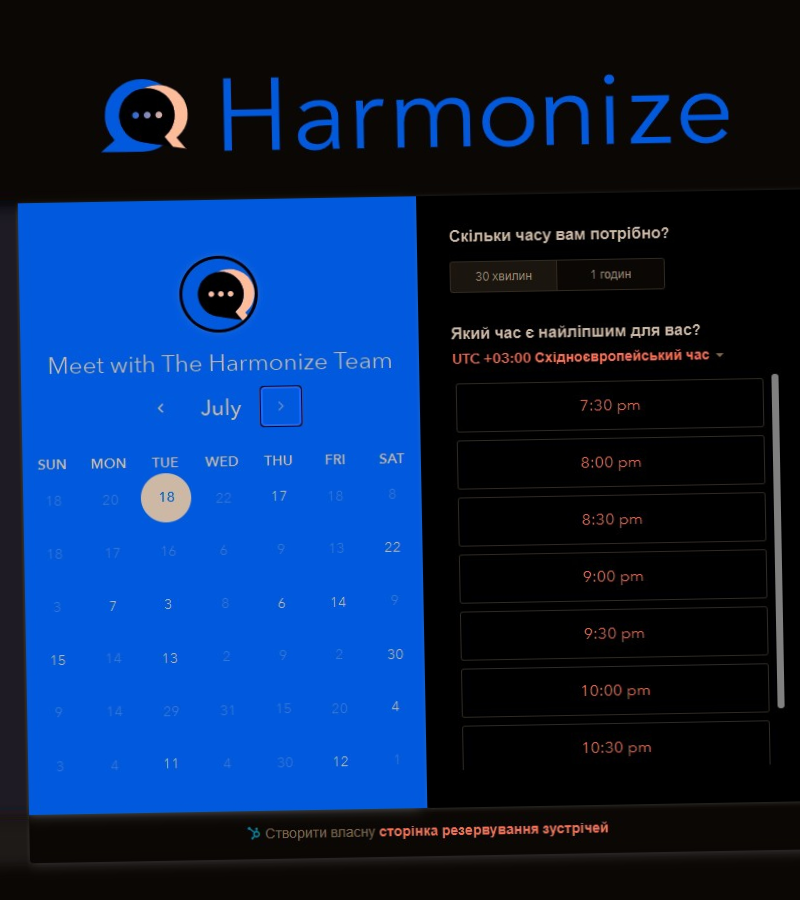 Harmonize
Meet with The Harmonize Team
July
SUN MON TUE WED THU FRI SAT
18 20 18 22 17 18 8
18 17 16 6 9 13 22
3 7 3 8 6 14 9
15 14 13 2 9 2 30
9 14 29 31 15 20 4
3 4 11 4 30 12 1
Скільки часу вам потрібно?
30 хвилин 1 годин
Який час є найліпшим для вас?
UTC +03:00 Східноєвропейський час
7:30 pm
8:00 pm
8:30 pm
9:00 pm
9:30 pm
10:00 pm
10:30 pm
Створити власну сторінка резервування зустрічей